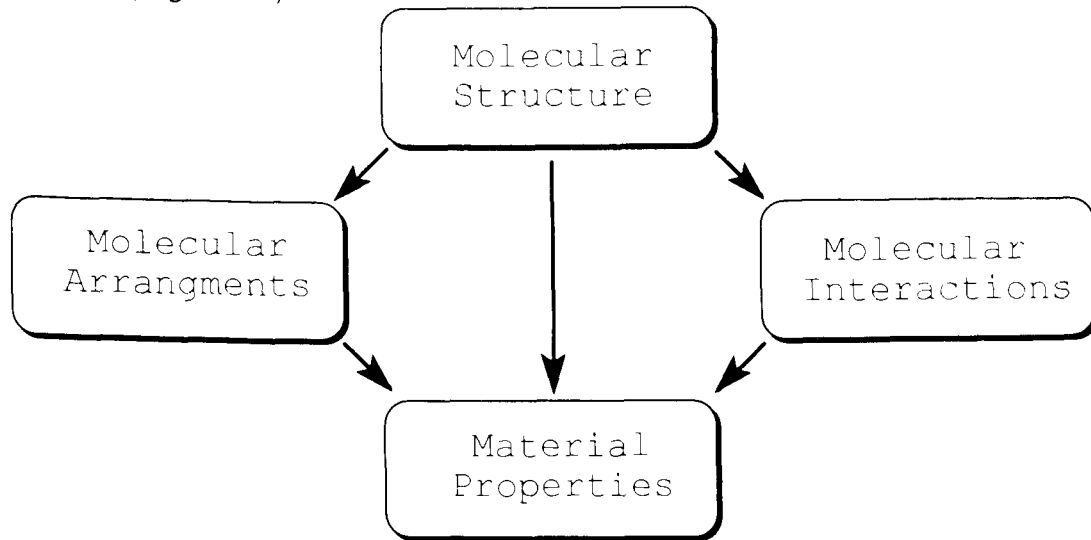 Molecular
Structure
Molecular
Arrangments
Molecular
Interactions
Material
Properties